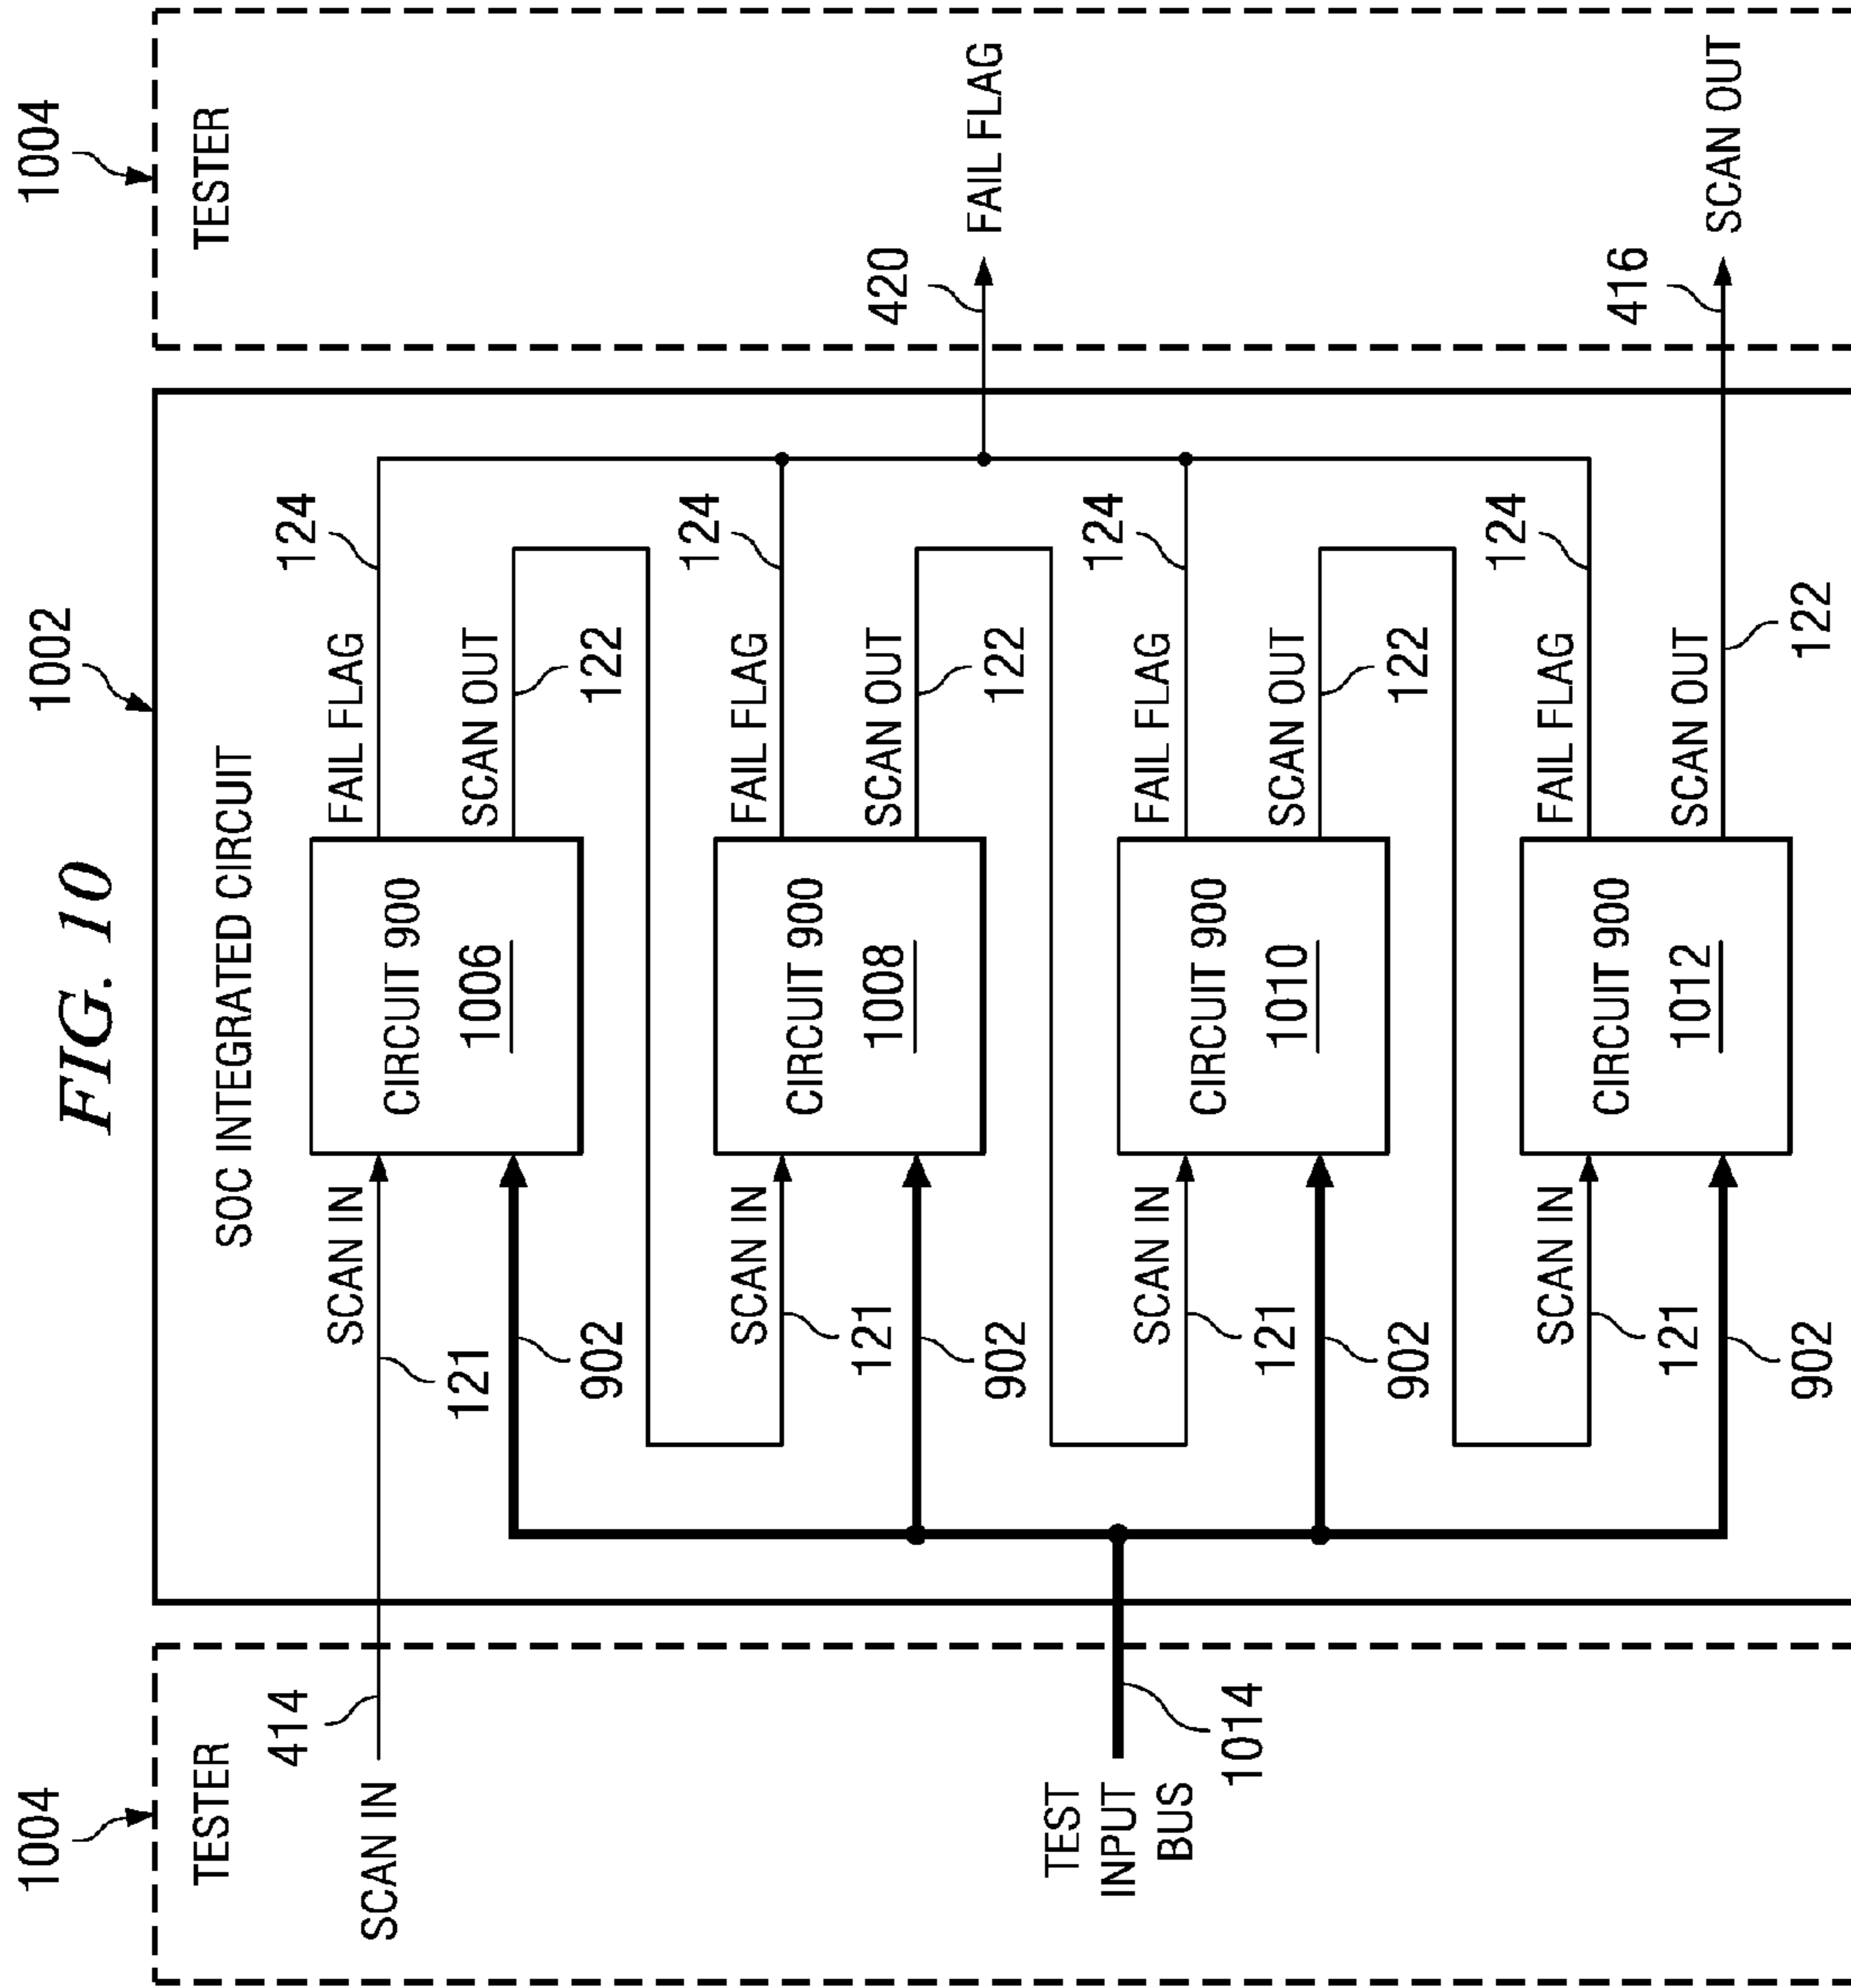 FIG. 10
1004
1002
1004
TESTER
SOC INTEGRATED CIRCUIT
TESTER
414
SCAN IN
SCAN IN
121
CIRCUIT 900
1006
902
FAIL FLAG
124
SCAN OUT
122
SCAN IN
121
CIRCUIT 900
1008
902
FAIL FLAG
124
SCAN OUT
122
420
FAIL FLAG
TEST
INPUT
BUS
1014
SCAN IN
121
CIRCUIT 900
1010
902
FAIL FLAG
124
SCAN OUT
122
SCAN IN
121
CIRCUIT 900
1012
902
FAIL FLAG
124
SCAN OUT
122
416
SCAN OUT